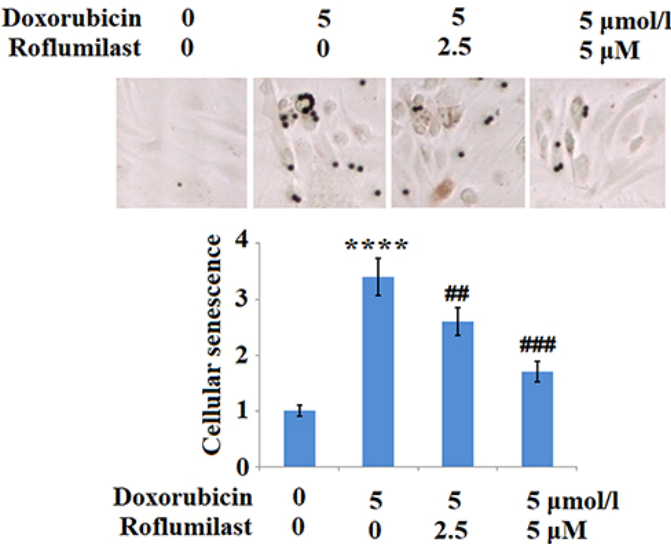 Doxorubicin 0 5 5 5 μmol/l
Roflumilast 0 0 2.5 5 μM
****
##
###
Cellular senescence
4
3
2
1
0
Doxorubicin 0 5 5 5 μmol/l
Roflumilast 0 0 2.5 5 μM